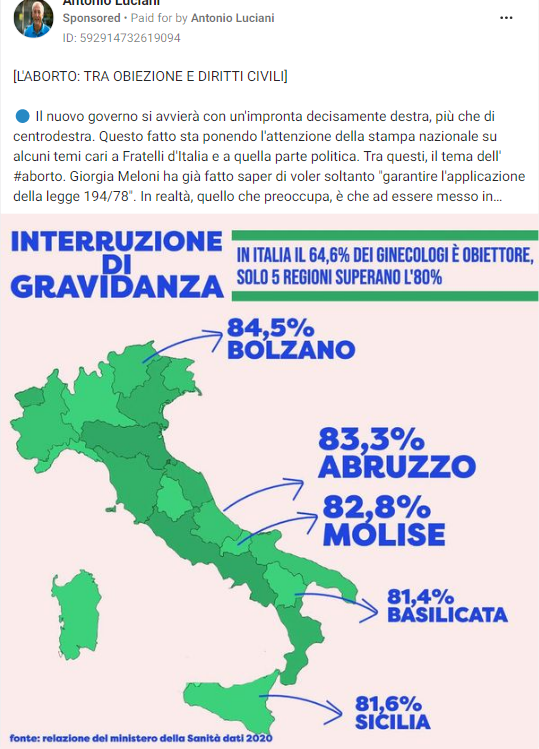 Antonio Luciani
Sponsored • Paid for by Antonio Luciani
ID: 592914732619094
[L'ABORTO: TRA OBIEZIONE E DIRITTI CIVILI]
Il nuovo governo si avvierà con un'impronta decisamente destra, più che di
centrodestra. Questo fatto sta ponendo l'attenzione della stampa nazionale su
alcuni temi cari a Fratelli d'Italia e a quella parte politica. Tra questi, il tema dell'
#aborto. Giorgia Meloni ha già fatto saper di voler soltanto "garantire l'applicazione
della legge 194/78". In realtà, quello che preoccupa, è che ad essere messo in...
INTERRUZIONE
DI
GRAVIDANZA
IN ITALIA IL 64,6% DEI GINECOLOGI È OBIETTORE,
SOLO 5 REGIONI SUPERANO L'80%
84,5%
BOLZANO
83,3%
ABRUZZO
82,8%
MOLISE
81,4%
BASILICATA
81,6%
SICILIA
fonte: relazione del ministero della Sanità dati 2020